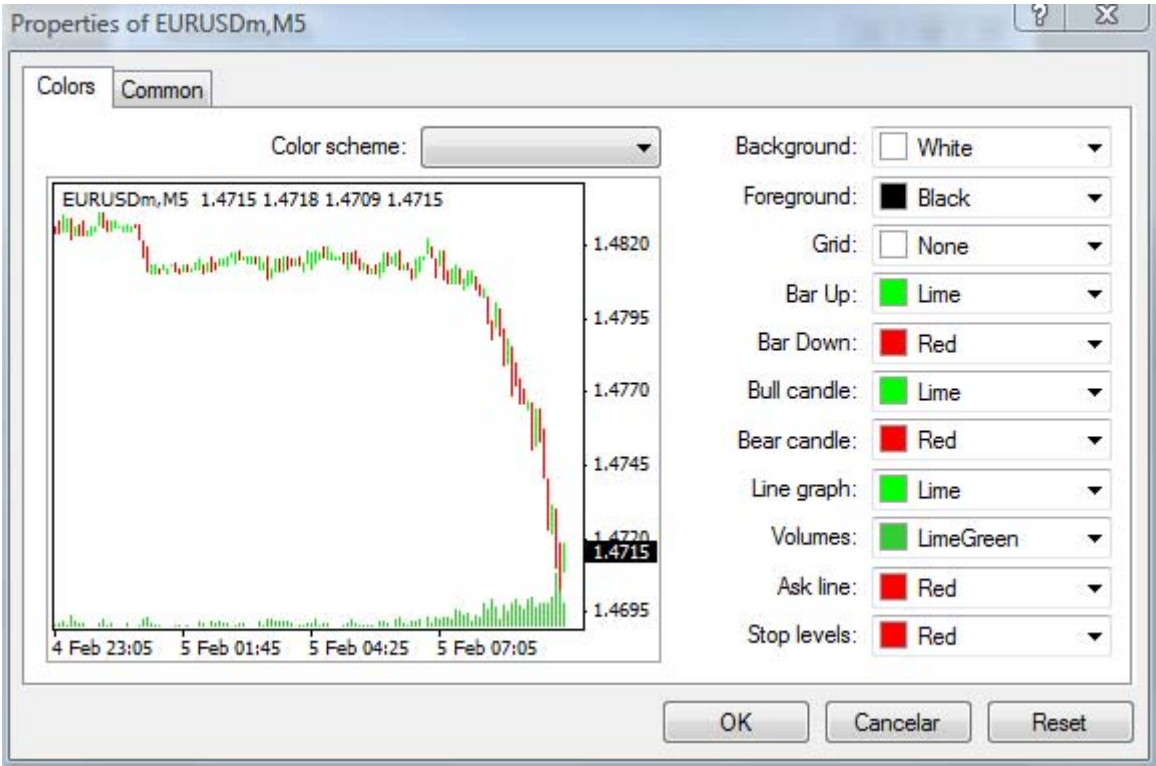 Properties of EURUSDm,M5
Colors Common
Color scheme:
EURUSDm,M5 1.4715 1.4718 1.4709 1.4715
1.4820
1.4795
1.4770
1.4745
1.4720
1.4715
1.4695
4 Feb 23:05 5 Feb 01:45 5 Feb 04:25 5 Feb 07:05
Background: White
Foreground: Black
Grid: None
Bar Up: Lime
Bar Down: Red
Bull candle: Lime
Bear candle: Red
Line graph: Lime
Volumes: LimeGreen
Ask line: Red
Stop levels: Red
OK Cancelar Reset